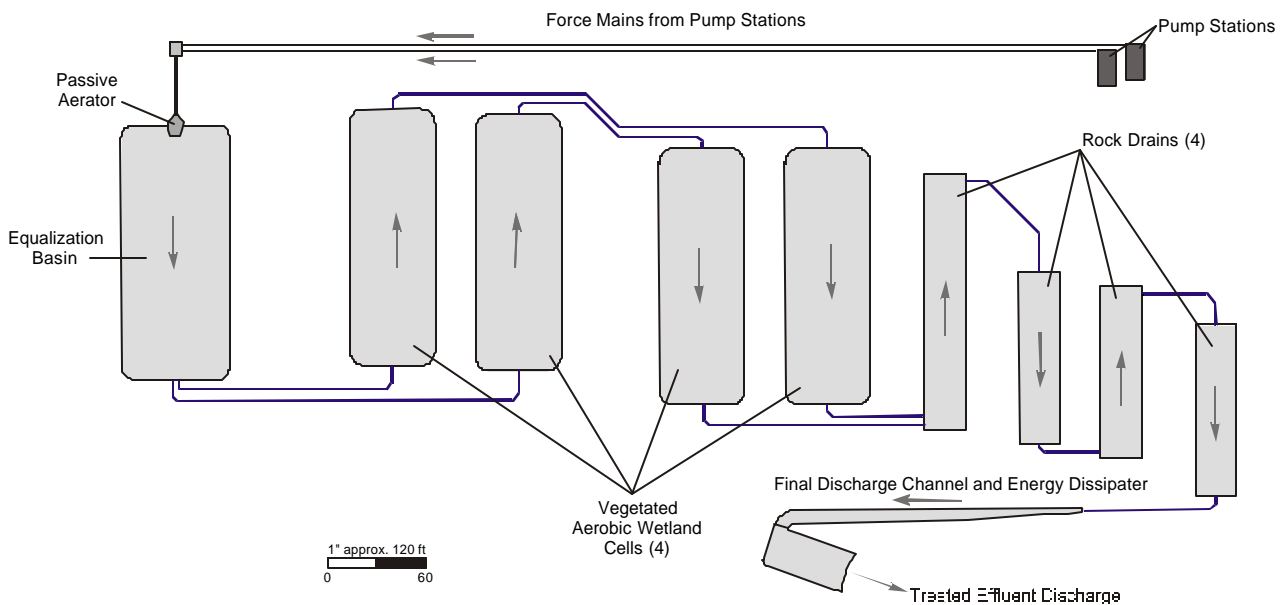 Force Mains from Pump Stations
Pump Stations
Passive
Aerator
Rock Drains (4)
Equalization
Basin
Final Discharge Channel and Energy Dissipater
Vegetated
Aerobic Wetland
Cells (4)
1" approx. 120 ft
0 60
Treated Effluent Discharge